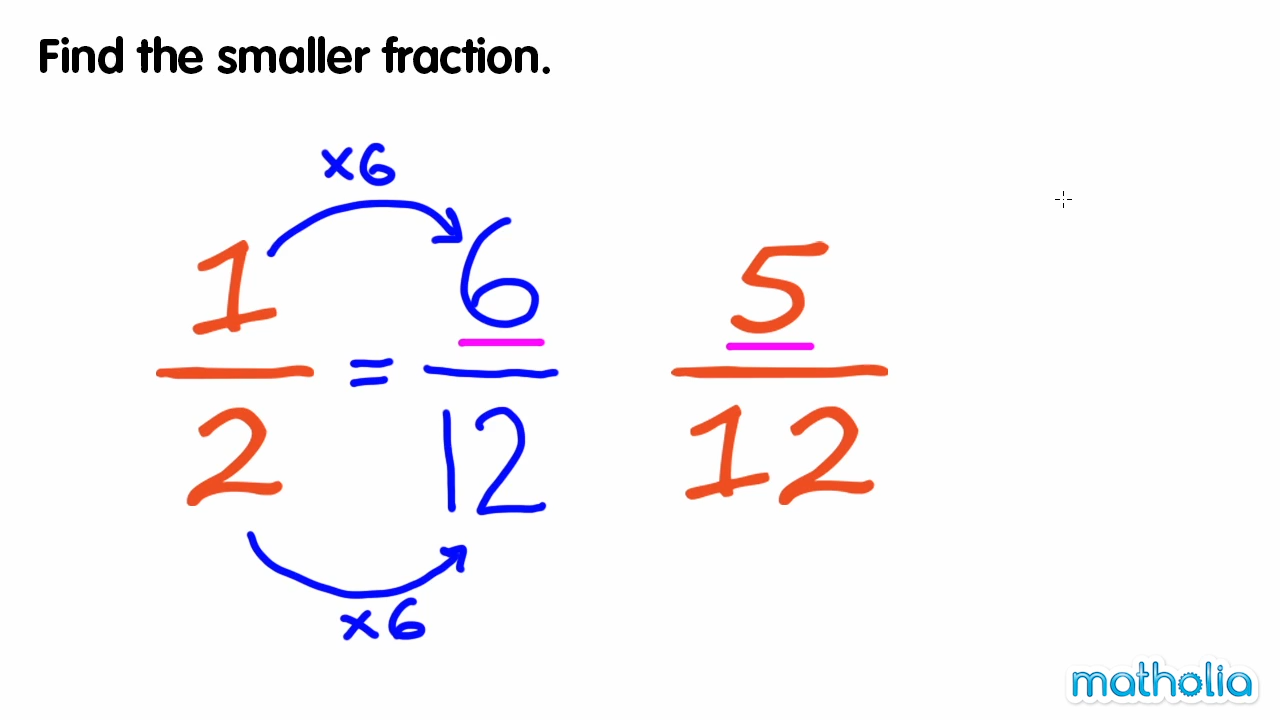 Find the smaller fraction.
×6
1/2 = 6/12 5/12
×6
matholia